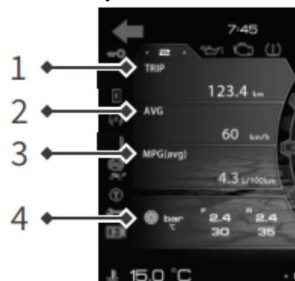 7:45
2
1 TRIP
123.4 km
2 AVG
60 km/h
3 MPG(avg)
4.3 L/100km
4 bar F 2.4 R 2.4
℃ 30 35
15.0 °C